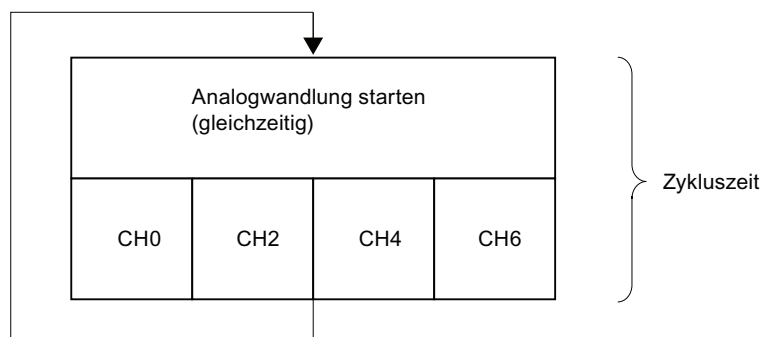 Analogwandlung starten
(gleichzeitig)
Zykluszeit
CH0
CH2
CH4
CH6